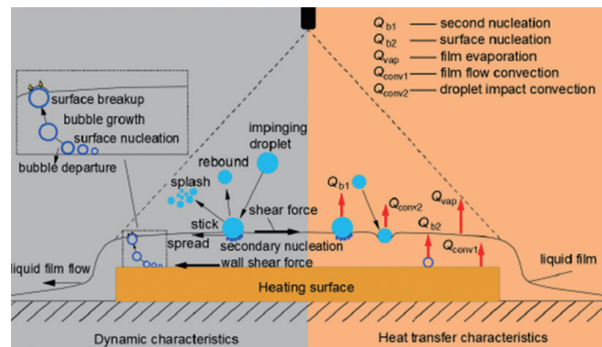 Q_b1 —— second nucleation
Q_b2 —— surface nucleation
Q_vap —— film evaporation
Q_conv1 —— film flow convection
Q_conv2 —— droplet impact convection
surface breakup
bubble growth
surface nucleation
bubble departure
impinging
droplet
rebound
splash
stick
shear force
spread
secondary nucleation
wall shear force
liquid film flow
Q_b1
Q_conv2
Q_vap
Q_b2
Q_conv1
liquid film
Heating surface
Dynamic characteristics
Heat transfer characteristics